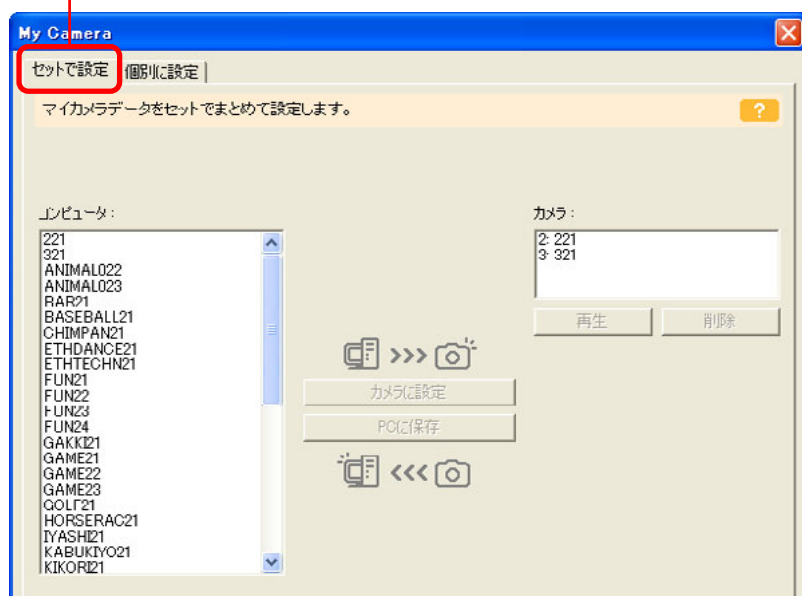 My Camera
セットで設定
個別に設定
マイカメラデータをセットでまとめて設定します。
?
コンピュータ:
221
321
ANIMAL022
ANIMAL023
BAR21
BASEBALL21
CHIMPAN21
ETHDANCE21
ETHTECHN21
FUN21
FUN22
FUN23
FUN24
GAKKI21
GAME21
GAME22
GAME23
GOLF21
HORSERAC21
IYASHI21
KABUKIYO21
KIKORI21
>>>
カメラに設定
PCに保存
<<<
カメラ:
2: 221
3: 321
再生
削除